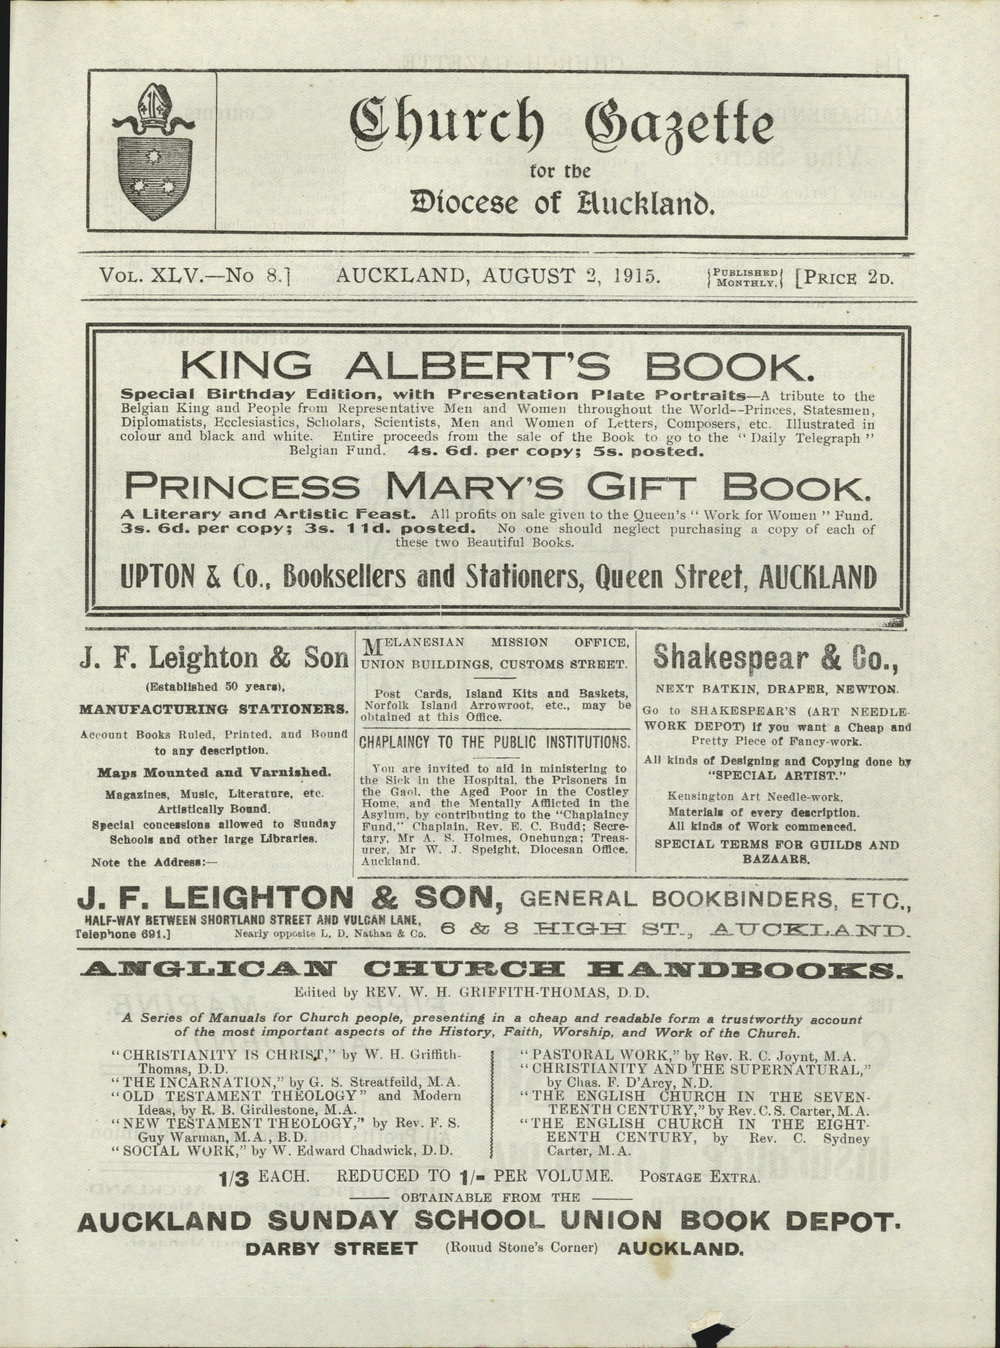 Church Gazette
for the
Diocese of Auckland.
VOL. XLV.—No 8.] AUCKLAND, AUGUST 2, 1915. {PUBLISHED MONTHLY.} [PRICE 2D.
KING ALBERT'S BOOK.
Special Birthday Edition, with Presentation Plate Portraits—A tribute to the
Belgian King and People from Representative Men and Women throughout the World--Princes, Statesmen,
Diplomatists, Ecclesiastics, Scholars, Scientists, Men and Women of Letters, Composers, etc. Illustrated in
colour and black and white. Entire proceeds from the sale of the Book to go to the "Daily Telegraph"
Belgian Fund. 4s. 6d. per copy; 5s. posted.
PRINCESS MARY'S GIFT BOOK.
A Literary and Artistic Feast. All profits on sale given to the Queen's "Work for Women" Fund.
3s. 6d. per copy; 3s. 11d. posted. No one should neglect purchasing a copy of each of
these two Beautiful Books.
UPTON & Co., Booksellers and Stationers, Queen Street, AUCKLAND
J. F. Leighton & Son
(Established 50 years),
MANUFACTURING STATIONERS.
Account Books Ruled, Printed, and Bound
to any description.
Maps Mounted and Varnished.
Magazines, Music, Literature, etc.
Artistically Bound.
Special concessions allowed to Sunday
Schools and other large Libraries.
Note the Address:—
MELANESIAN MISSION OFFICE,
UNION BUILDINGS, CUSTOMS STREET.
Post Cards, Island Kits and Baskets,
Norfolk Island Arrowroot, etc., may be
obtained at this Office.
CHAPLAINCY TO THE PUBLIC INSTITUTIONS.
You are invited to aid in ministering to
the Sick in the Hospital, the Prisoners in
the Gaol, the Aged Poor in the Costley
Home, and the Mentally Afflicted in the
Asylum, by contributing to the "Chaplaincy
Fund," Chaplain, Rev. E. C. Budd; Secre-
tary, Mr A. S. Holmes, Onehunga; Treas-
urer, Mr W. J. Speight, Diocesan Office,
Auckland.
Shakespear & Co.,
NEXT RATKIN, DRAPER, NEWTON.
Go to SHAKESPEAR'S (ART NEEDLE-
WORK DEPOT) if you want a Cheap and
Pretty Piece of Fancy-work.
All kinds of Designing and Copying done by
"SPECIAL ARTIST."
Kensington Art Needle-work.
Materials of every description.
All kinds of Work commenced.
SPECIAL TERMS FOR GUILDS AND
BAZAARS.
J. F. LEIGHTON & SON, GENERAL BOOKBINDERS, ETC.,
HALF-WAY BETWEEN SHORTLAND STREET AND VULCAN LANE,
Telephone 691.] Nearly opposite L. D. Nathan & Co. 6 & 8 HIGH ST., AUCKLAND.
ANGLICAN CHURCH HANDBOOKS.
Edited by REV. W. H. GRIFFITH-THOMAS, D.D.
A Series of Manuals for Church people, presenting in a cheap and readable form a trustworthy account
of the most important aspects of the History, Faith, Worship, and Work of the Church.
"CHRISTIANITY IS CHRIST," by W. H. Griffith-
Thomas, D.D.
"THE INCARNATION," by G. S. Streatfeild, M.A.
"OLD TESTAMENT THEOLOGY" and Modern
Ideas, by R. B. Girdlestone, M.A.
"NEW TESTAMENT THEOLOGY," by Rev. F. S.
Guy Warman, M.A., B.D.
"SOCIAL WORK," by W. Edward Chadwick, D.D.
"PASTORAL WORK," by Rev. R. C. Joynt, M.A.
"CHRISTIANITY AND THE SUPERNATURAL,"
by Chas. F. D'Arcy, N.D.
"THE ENGLISH CHURCH IN THE SEVEN-
TEENTH CENTURY," by Rev. C. S. Carter, M.A.
"THE ENGLISH CHURCH IN THE EIGHT-
EENTH CENTURY, by Rev. C. Sydney
Carter, M.A.
1/3 EACH. REDUCED TO 1/- PER VOLUME. POSTAGE EXTRA.
OBTAINABLE FROM THE
AUCKLAND SUNDAY SCHOOL UNION BOOK DEPOT.
DARBY STREET (Round Stone's Corner) AUCKLAND.